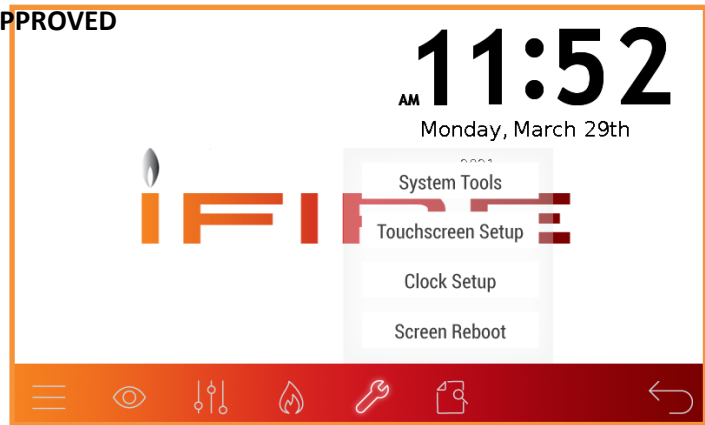 PPROVED
11:52
AM
Monday, March 29th
System Tools
Touchscreen Setup
Clock Setup
Screen Reboot